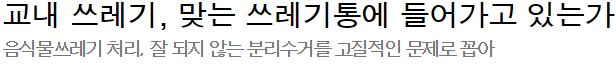 교내 쓰레기, 맞는 쓰레기통에 들어가고 있는가
음식물쓰레기 처리, 잘 되지 않는 분리수거를 고질적인 문제로 꼽아